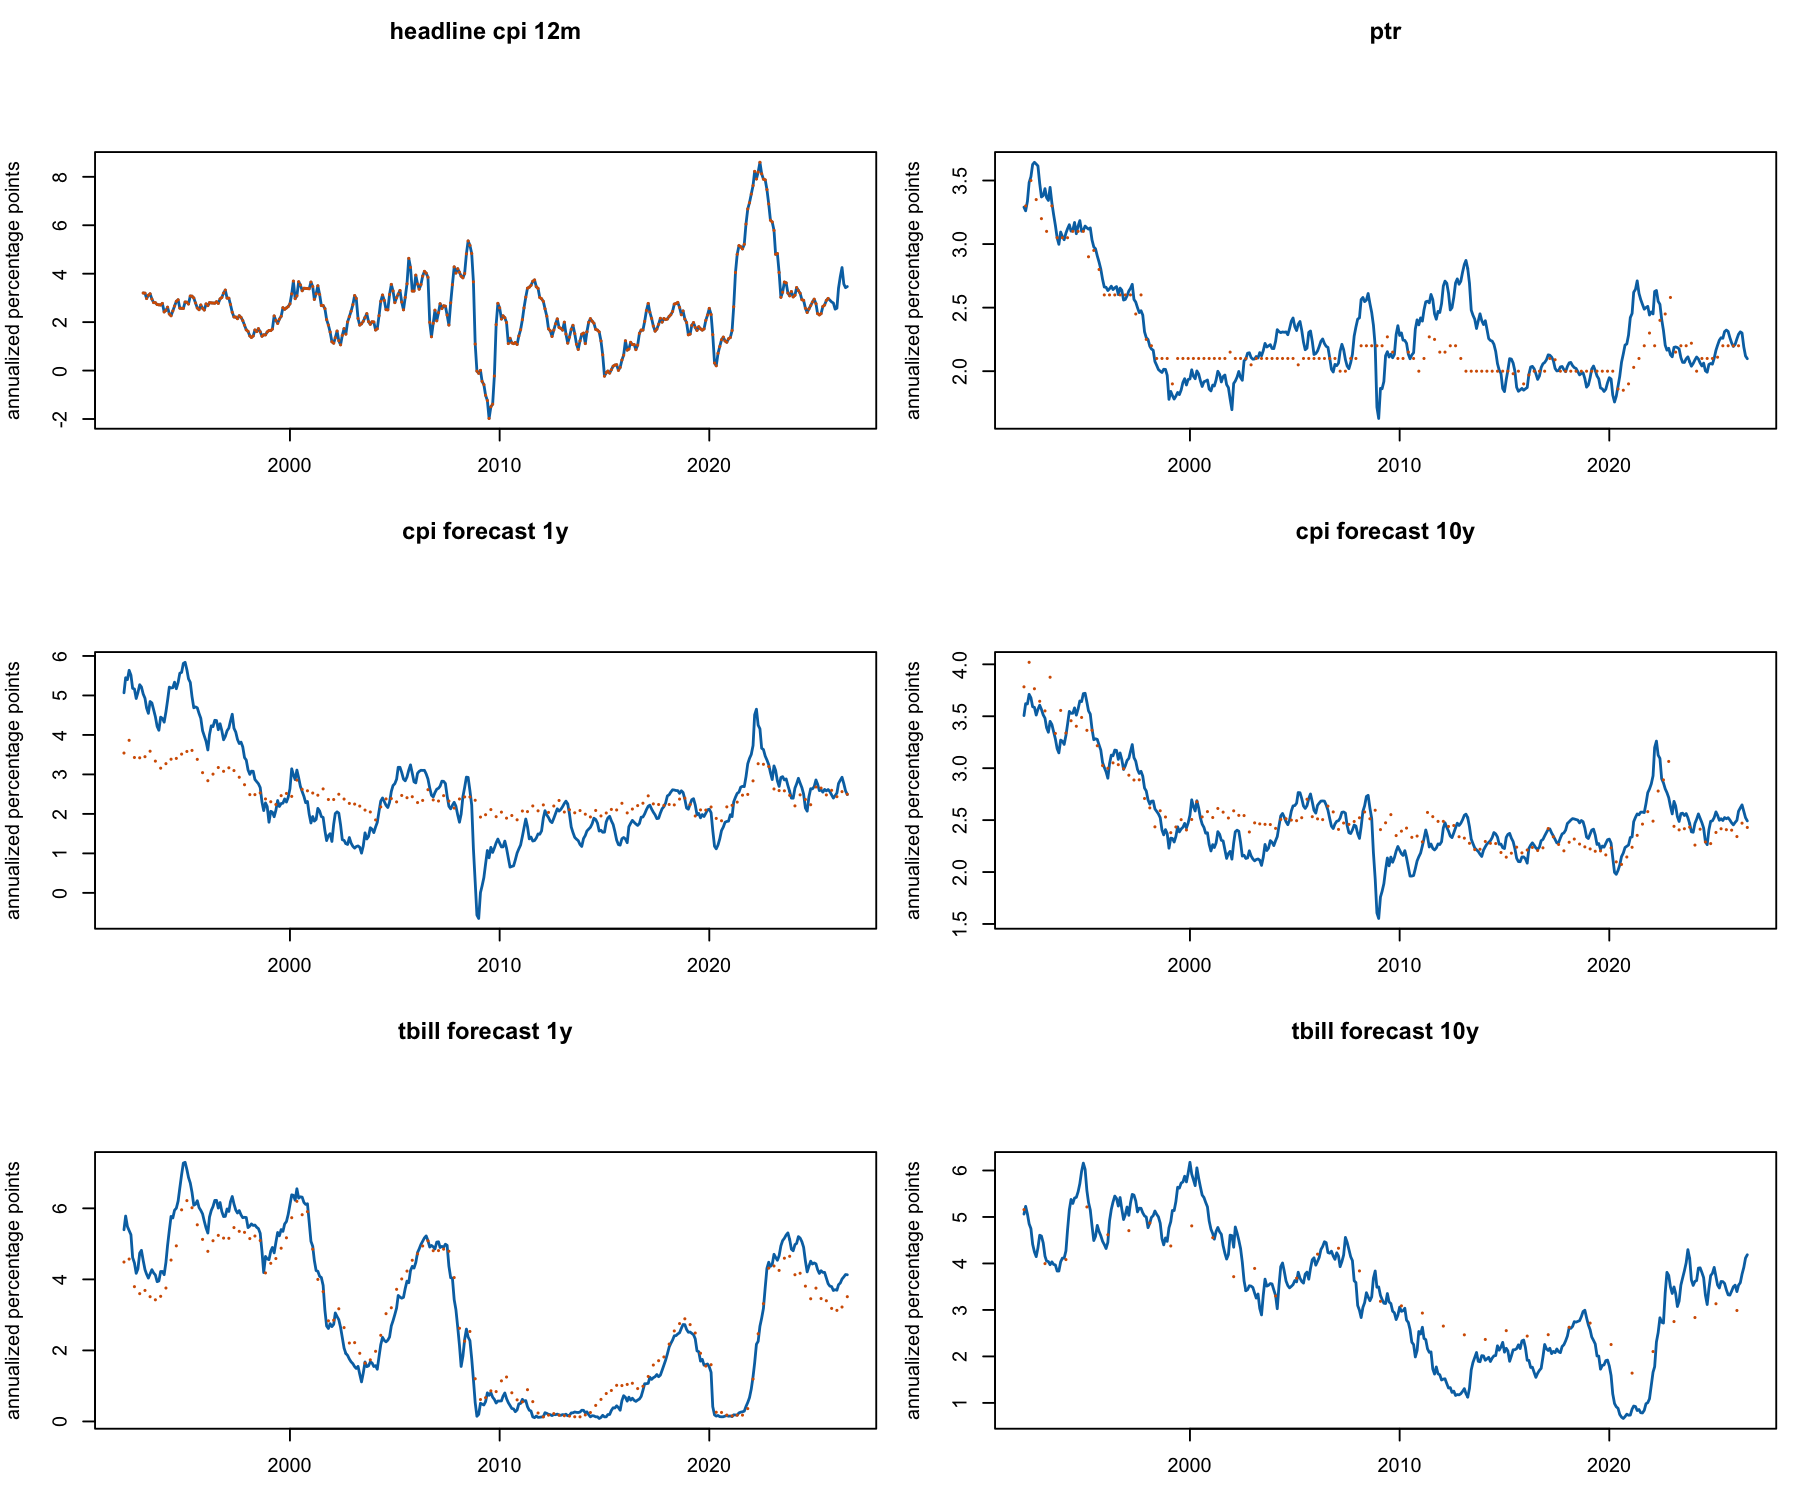 headline cpi 12m
annualized percentage points
8
6
4
2
0
-2
2000 2010 2020
ptr
annualized percentage points
3.5
3.0
2.5
2.0
2000 2010 2020
cpi forecast 1y
annualized percentage points
6
5
4
3
2
1
0
2000 2010 2020
cpi forecast 10y
annualized percentage points
4.0
3.5
3.0
2.5
2.0
1.5
2000 2010 2020
tbill forecast 1y
annualized percentage points
6
4
2
0
2000 2010 2020
tbill forecast 10y
annualized percentage points
6
5
4
3
2
1
2000 2010 2020